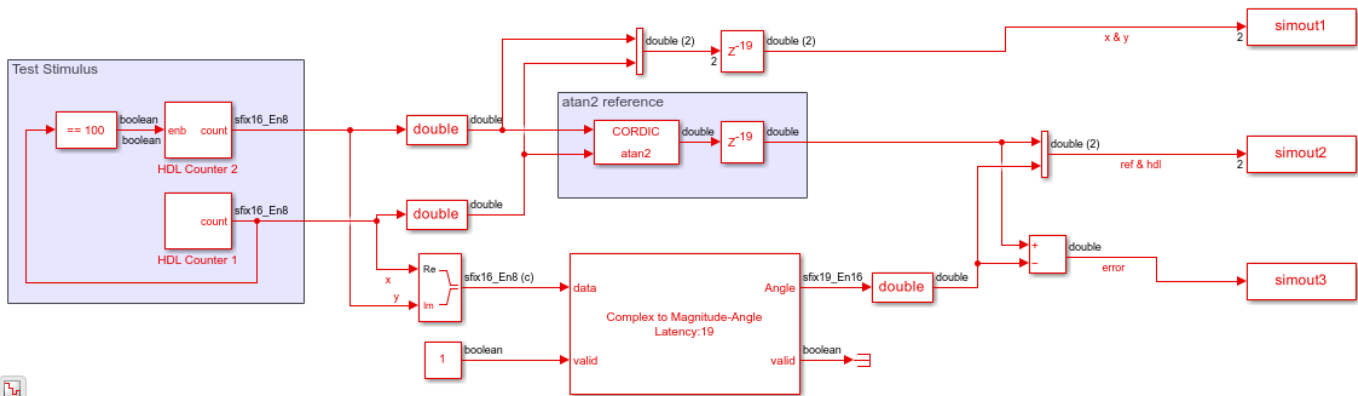 Test Stimulus
== 100
boolean
boolean
enb
count
sfix16_En8
HDL Counter 2
count
sfix16_En8
HDL Counter 1
double
double
double
double
double (2)
2
z-19
double (2)
x & y
2
simout1
atan2 reference
CORDIC
atan2
double
z-19
double
double (2)
ref & hdl
2
simout2
Re
Im
x
y
sfix16_En8 (c)
1
boolean
data
valid
Complex to Magnitude-Angle
Latency:19
Angle
valid
sfix19_En16
boolean
double
double
+
−
double
error
simout3